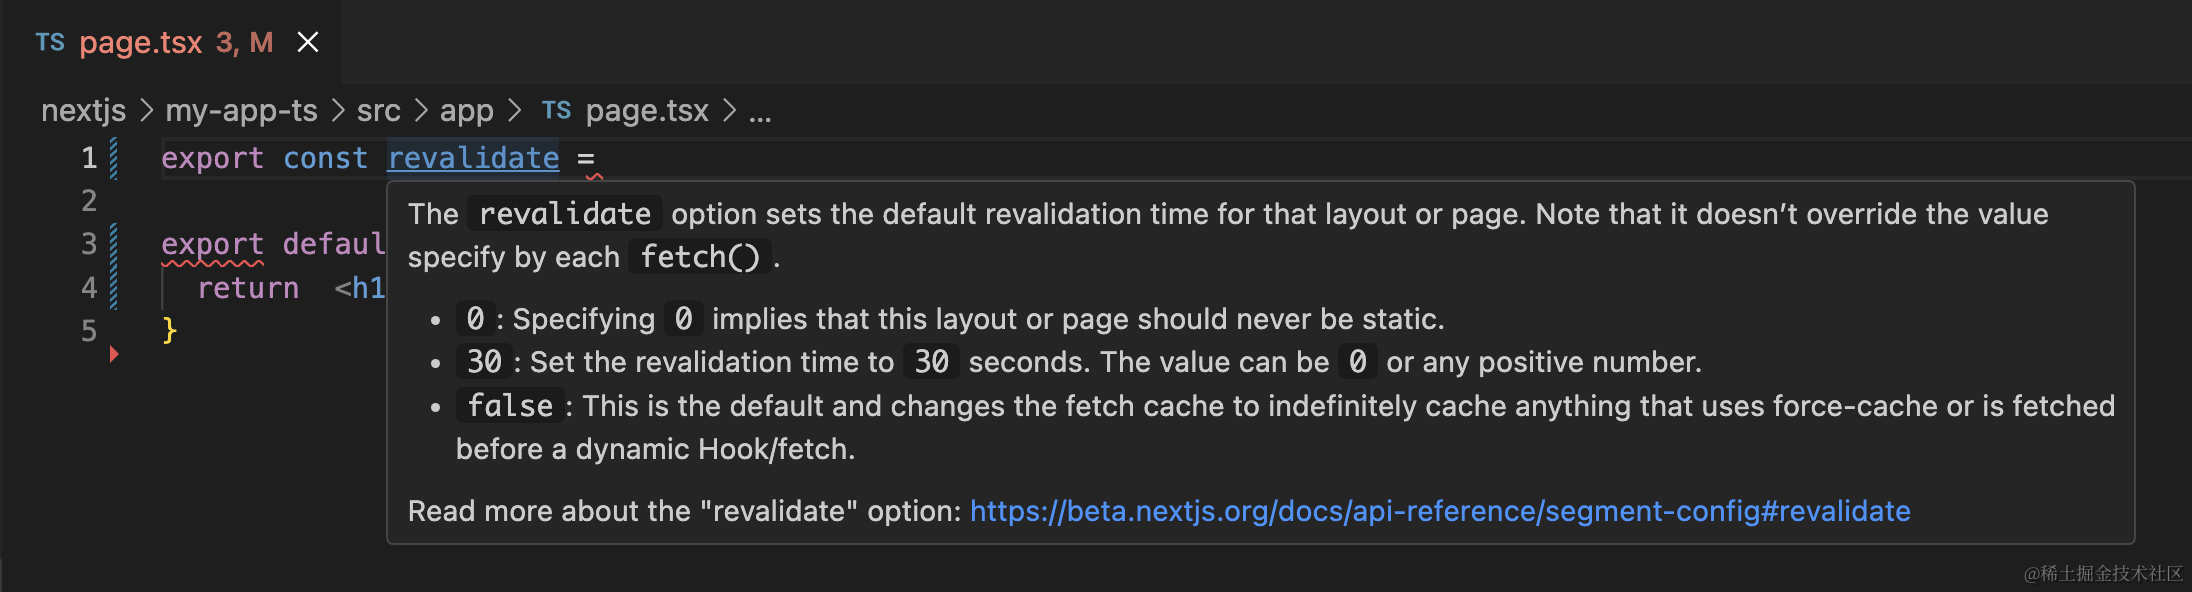 TS page.tsx 3, M
nextjs > my-app-ts > src > app > TS page.tsx > ...
1 export const revalidate =
The revalidate option sets the default revalidation time for that layout or page. Note that it doesn’t override the value
2
3 export defaul
specify by each fetch().
4 return <h1
• 0: Specifying 0 implies that this layout or page should never be static.
5 }
• 30: Set the revalidation time to 30 seconds. The value can be 0 or any positive number.
• false: This is the default and changes the fetch cache to indefinitely cache anything that uses force-cache or is fetched
before a dynamic Hook/fetch.
Read more about the "revalidate" option: https://beta.nextjs.org/docs/api-reference/segment-config#revalidate
@稀土掘金技术社区